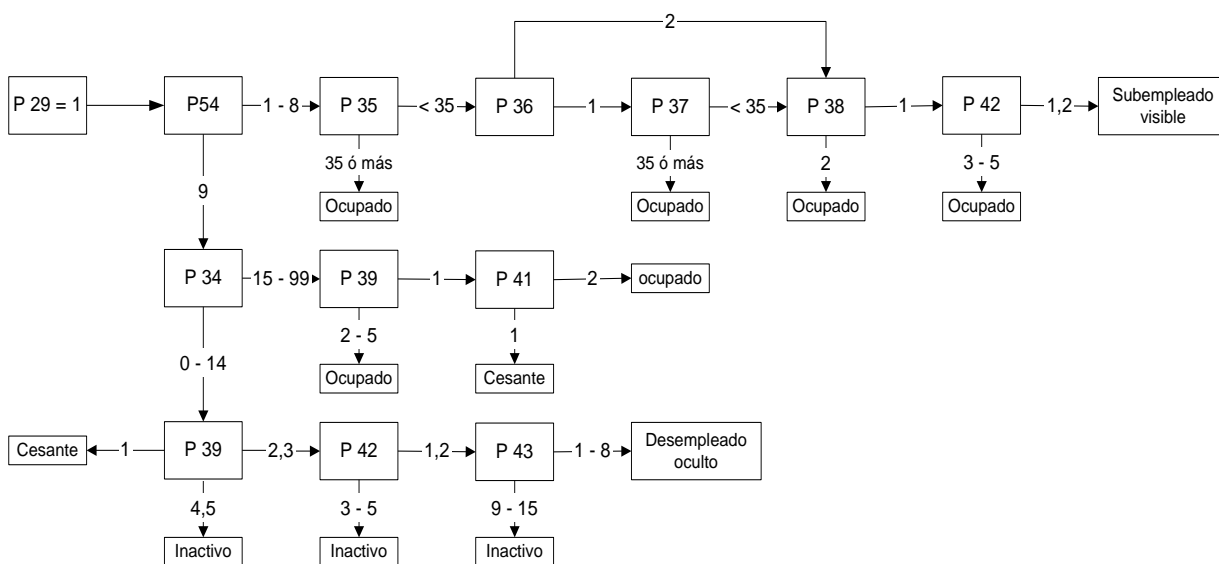 2
P 29 = 1
P54
1 - 8
P 35
< 35
P 36
1
P 37
< 35
P 38
1
P 42
1,2
Subempleado
visible
35 ó más
35 ó más
2
3 - 5
9
Ocupado
Ocupado
Ocupado
Ocupado
P 34
15 - 99
P 39
1
P 41
2
ocupado
2 - 5
1
0 - 14
Ocupado
Cesante
Cesante
1
P 39
2,3
P 42
1,2
P 43
1 - 8
Desempleado
oculto
4,5
3 - 5
9 - 15
Inactivo
Inactivo
Inactivo